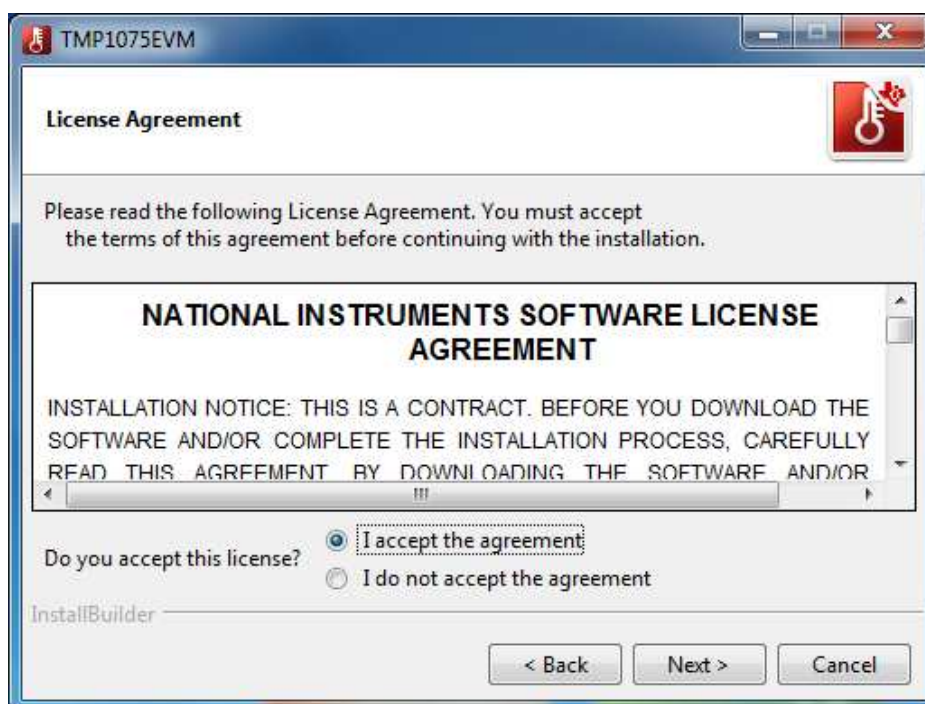 TMP1075EVM
License Agreement
Please read the following License Agreement. You must accept
the terms of this agreement before continuing with the installation.
NATIONAL INSTRUMENTS SOFTWARE LICENSE
AGREEMENT
INSTALLATION NOTICE: THIS IS A CONTRACT. BEFORE YOU DOWNLOAD THE
SOFTWARE AND/OR COMPLETE THE INSTALLATION PROCESS, CAREFULLY
READ THIS AGREEMENT. BY DOWNLOADING THE SOFTWARE AND/OR
Do you accept this license?
I accept the agreement
I do not accept the agreement
InstallBuilder
< Back
Next >
Cancel